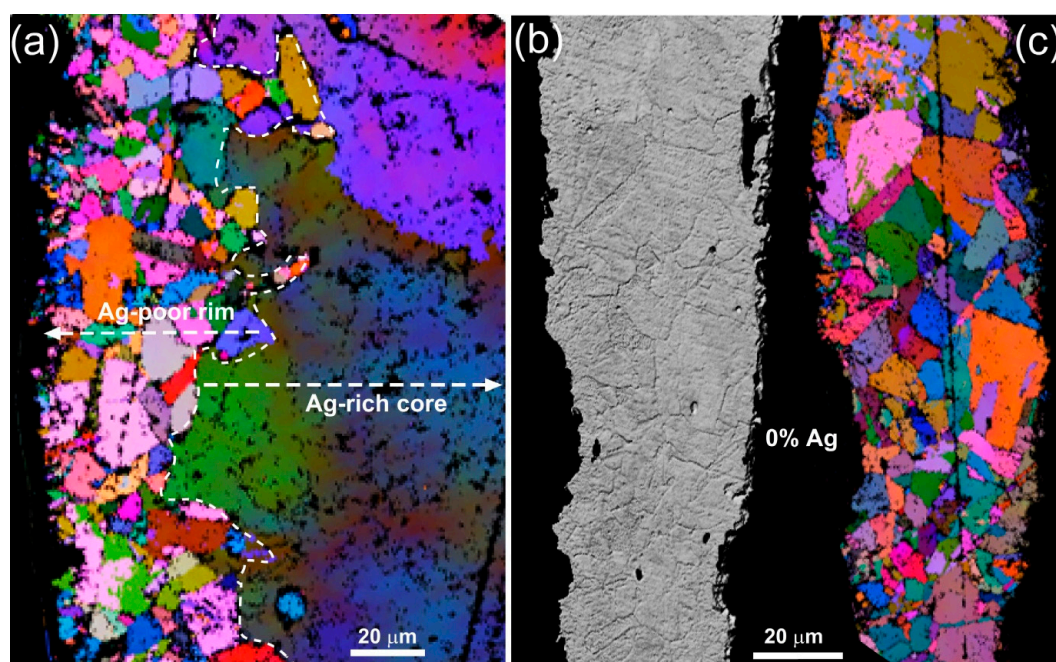 (a)
(b)
(c)
Ag-poor rim
Ag-rich core
0% Ag
20 μm
20 μm